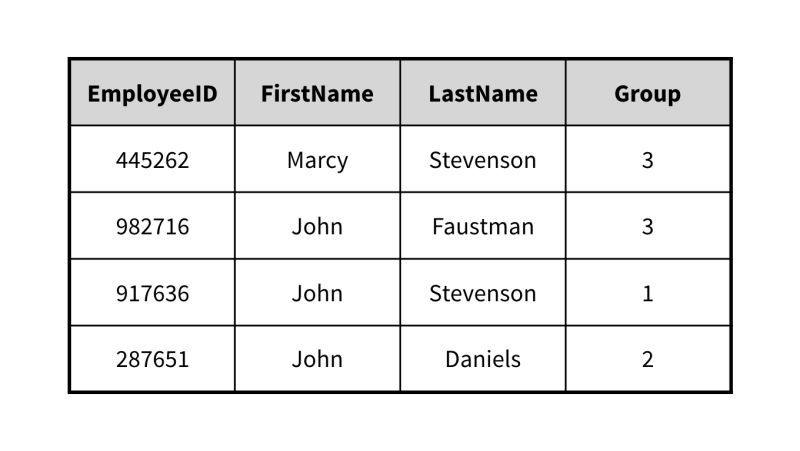 EmployeeID FirstName LastName Group
445262 Marcy Stevenson 3
982716 John Faustman 3
917636 John Stevenson 1
287651 John Daniels 2